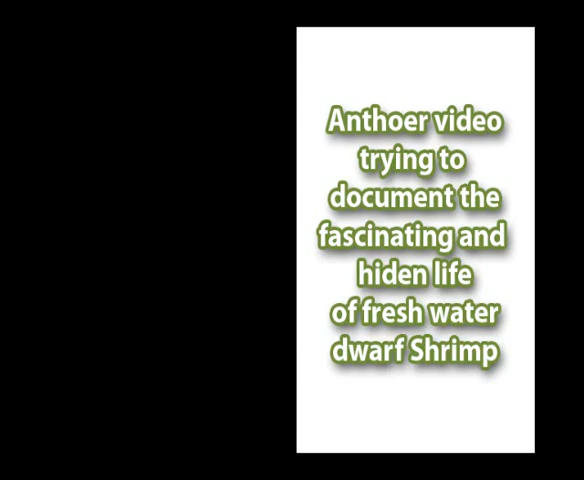 Anthoer video
trying to
document the
fascinating and
hiden life
of fresh water
dwarf Shrimp